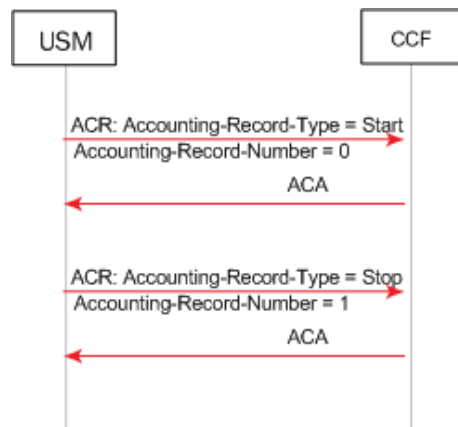 USM
CCF
ACR: Accounting-Record-Type = Start
Accounting-Record-Number = 0
ACA
ACR: Accounting-Record-Type = Stop
Accounting-Record-Number = 1
ACA